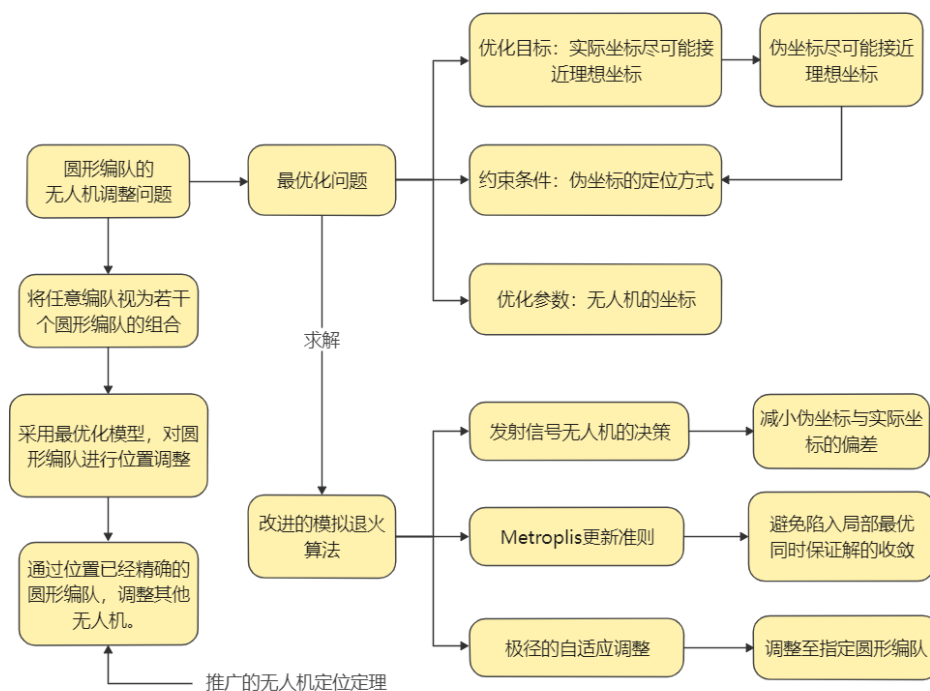 优化目标：实际坐标尽可能接
近理想坐标
伪坐标尽可能接近
理想坐标
圆形编队的
无人机调整问题
最优化问题
约束条件：伪坐标的定位方式
将任意编队视为若干
个圆形编队的组合
优化参数：无人机的坐标
求解
采用最优化模型，对圆
形编队进行位置调整
发射信号无人机的决策
减小伪坐标与实际坐
标的偏差
改进的模拟退火
算法
Metroplis更新准则
避免陷入局部最优
同时保证解的收敛
通过位置已经精确的
圆形编队，调整其他
无人机。
极径的自适应调整
调整至指定圆形编队
推广的无人机定位定理